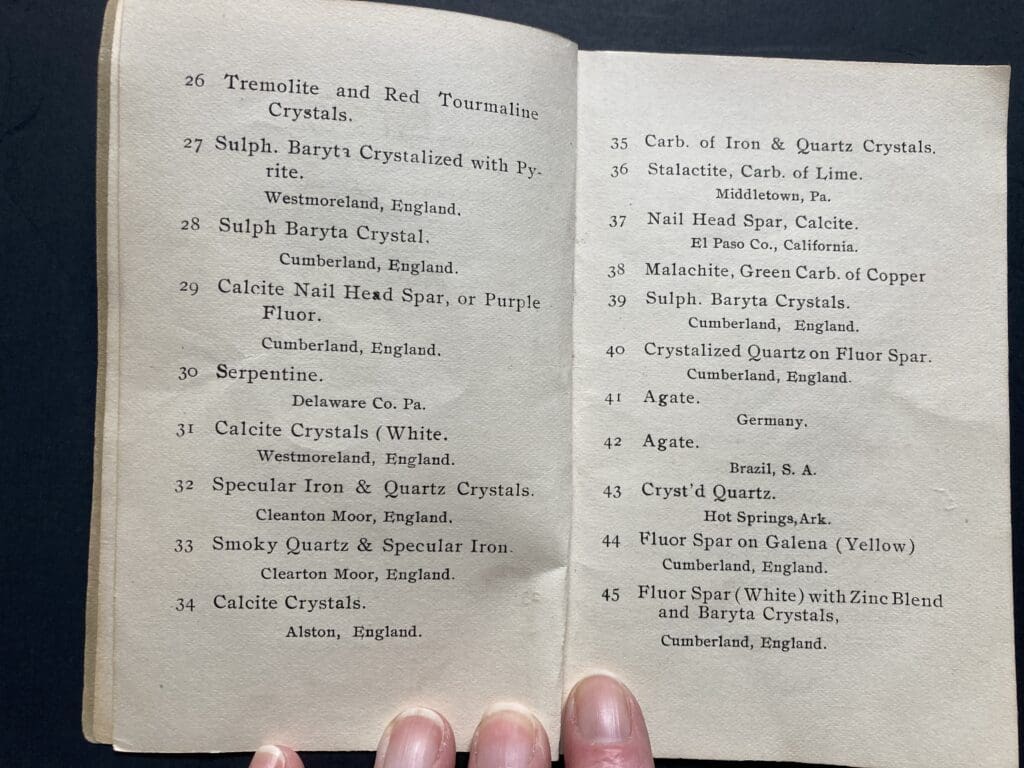 26 Tremolite and Red Tourmaline
Crystals.
27 Sulph. Baryta Crystalized with Py-
rite.
Westmoreland, England.
28 Sulph Baryta Crystal.
Cumberland, England.
29 Calcite Nail Head Spar, or Purple
Fluor.
Cumberland, England.
30 Serpentine.
Delaware Co. Pa.
31 Calcite Crystals (White.
Westmoreland, England.
32 Specular Iron & Quartz Crystals.
Cleanton Moor, England.
33 Smoky Quartz & Specular Iron.
Clearton Moor, England.
34 Calcite Crystals.
Alston, England.
35 Carb. of Iron & Quartz Crystals.
36 Stalactite, Carb. of Lime.
Middletown, Pa.
37 Nail Head Spar, Calcite.
El Paso Co., California.
38 Malachite, Green Carb. of Copper
39 Sulph. Baryta Crystals.
Cumberland, England.
40 Crystalized Quartz on Fluor Spar.
Cumberland, England.
41 Agate.
Germany.
42 Agate.
Brazil, S. A.
43 Cryst'd Quartz.
Hot Springs, Ark.
44 Fluor Spar on Galena (Yellow)
Cumberland, England.
45 Fluor Spar (White) with Zinc Blend
and Baryta Crystals,
Cumberland, England.